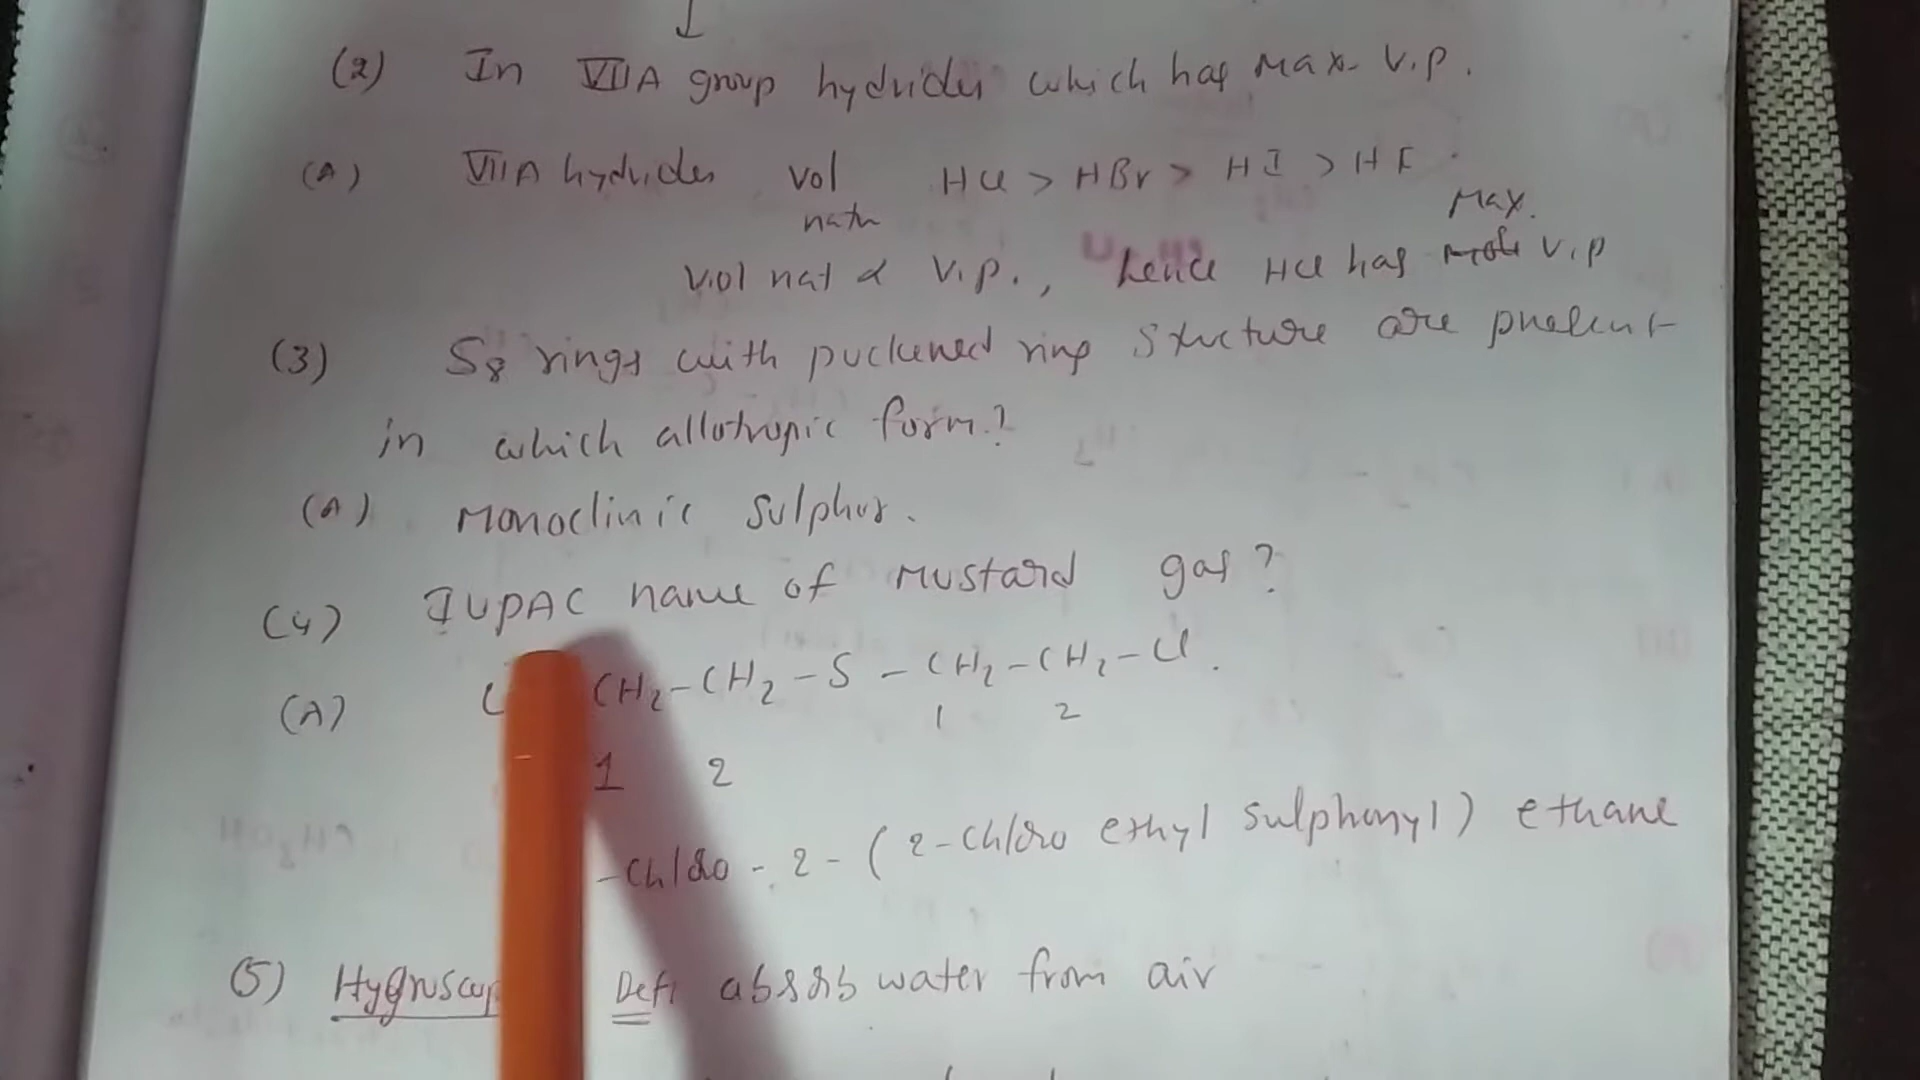 (2) In VIIA group hydrides which has Max V.p.
(A) VIIA hydrides vol HCl > HBr > HI > HF
natu Max.
Vol nat α V.p., hence HCl has V.p
(3) S8 rings with puckered ring Structure are present
in which allotropic form?
(A) Monoclinic Sulphur.
(4) IUPAC name of Mustard gas?
(A) CH2-CH2-S-CH2-CH2-Cl.
1 2
1 2
-Chloro-2-(2-chloro ethyl sulphonyl) ethane
(5) Hygroscop Def: absorb water from air